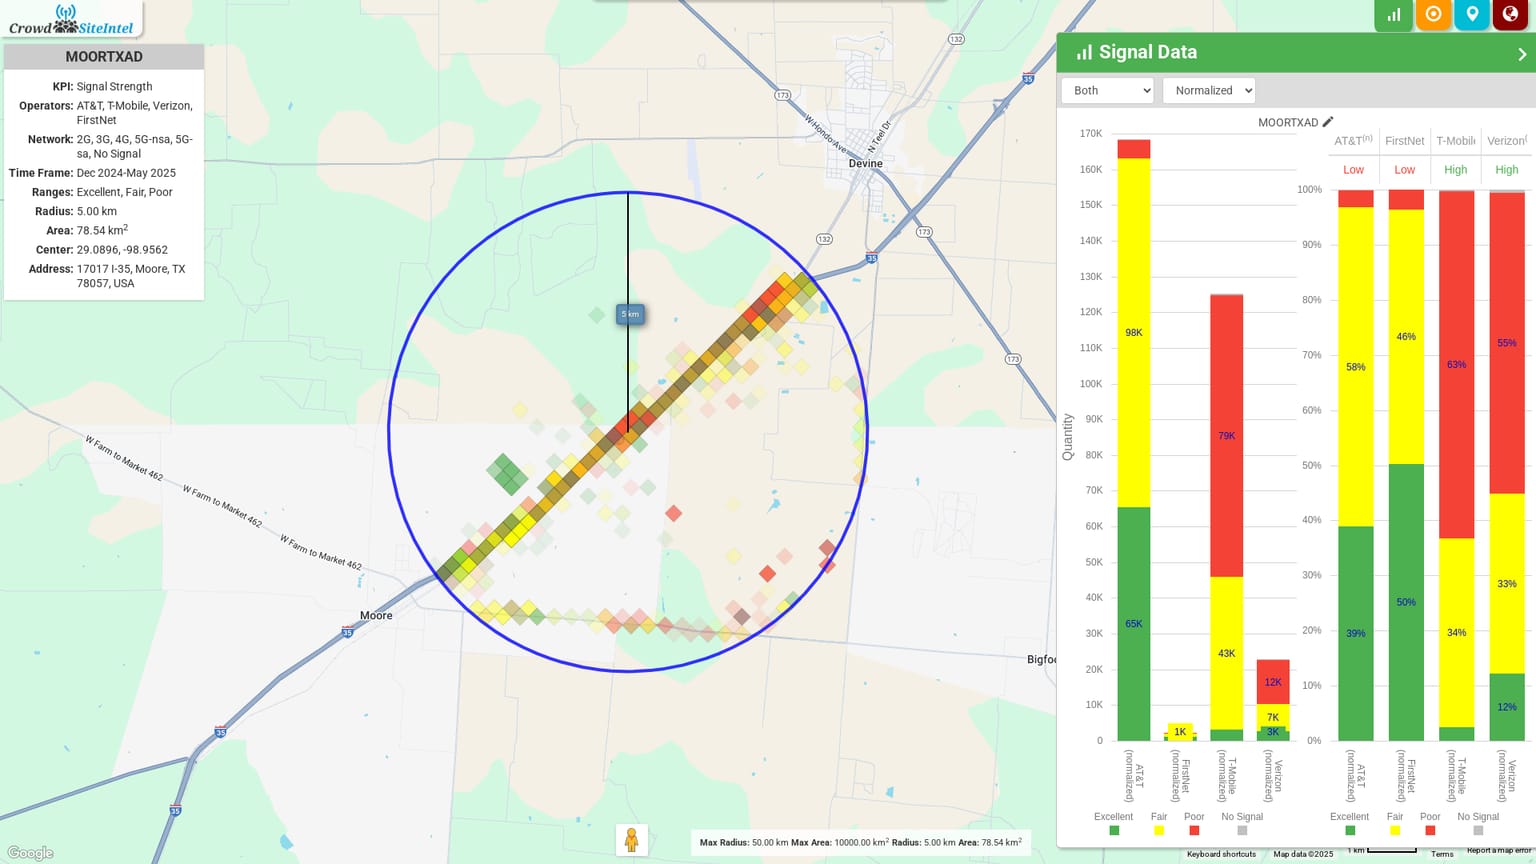 Crowd SiteIntel
MOORTXAD
KPI: Signal Strength
Operators: AT&T, T-Mobile, Verizon,
FirstNet
Network: 2G, 3G, 4G, 5G-nsa, 5G-
sa, No Signal
Time Frame: Dec 2024-May 2025
Ranges: Excellent, Fair, Poor
Radius: 5.00 km
Area: 78.54 km²
Center: 29.0896, -98.9562
Address: 17017 I-35, Moore, TX
78057, USA
132
35
173
W Hondo Ave
N Teel Dr
Devine
132
173
35
5 km
173
W Farm to Market 462
W Farm to Market 462
W Farm to Market 462
Moore
35
Bigfoo
35
35
Google
Max Radius: 50.00 km Max Area: 10000.00 km² Radius: 5.00 km Area: 78.54 km²
Signal Data
Both
Normalized
MOORTXAD
Quantity
170K
160K
150K
140K
130K
120K
110K
100K
90K
80K
70K
60K
50K
40K
30K
20K
10K
0
98K
65K
1K
79K
43K
12K
7K
3K
AT&T (normalized)
FirstNet (normalized)
T-Mobile (normalized)
Verizon (normalized)
Excellent Fair Poor No Signal
AT&T(n) FirstNet T-Mobile Verizon(
Low Low High High
100%
90%
80%
70%
60%
50%
40%
30%
20%
10%
0%
58%
39%
46%
50%
63%
34%
55%
33%
12%
AT&T (normalized)
FirstNet (normalized)
T-Mobile (normalized)
Verizon (normalized)
Excellent Fair Poor No Signal
Keyboard shortcuts Map data ©2025 1 km Terms Report a map error